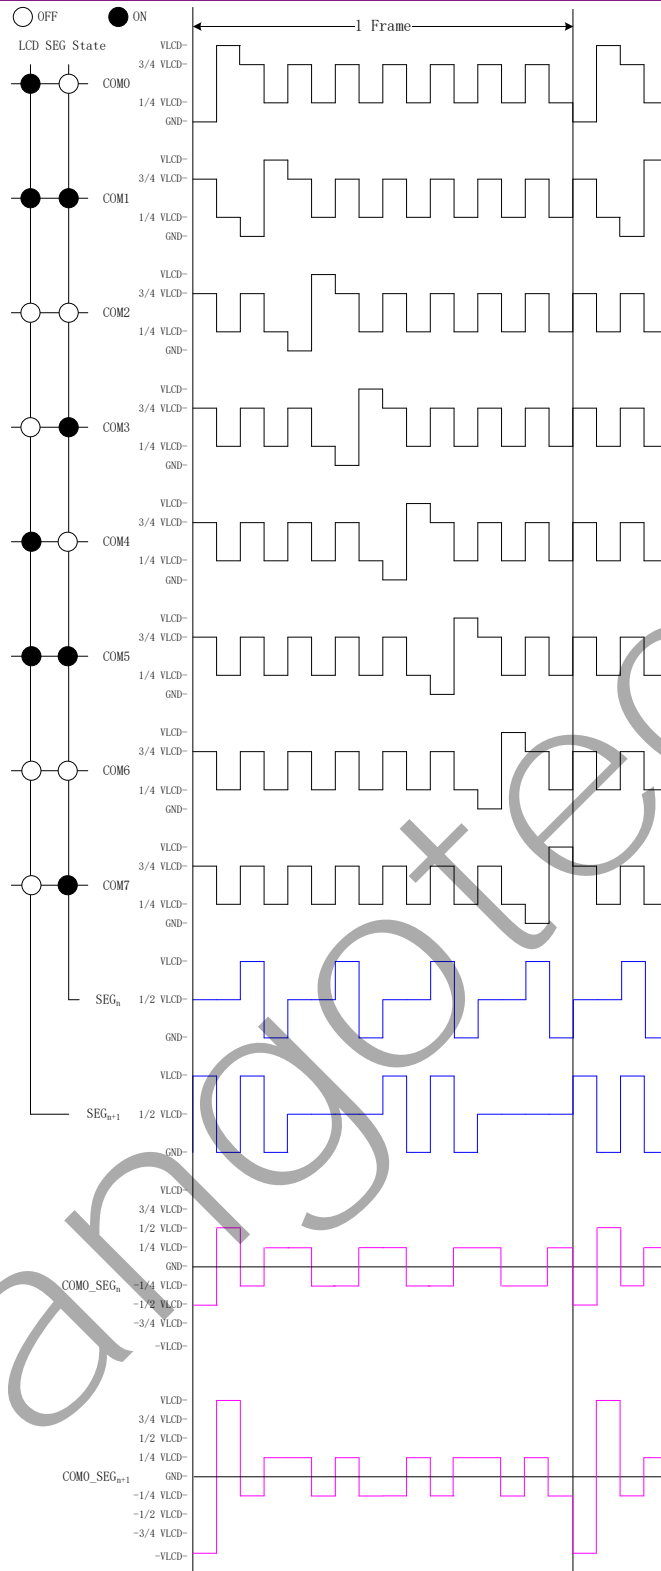 OFF ON
1 Frame
LCD SEG State
VLCD
3/4 VLCD
COM0
1/4 VLCD
GND
VLCD
3/4 VLCD
COM1
1/4 VLCD
GND
VLCD
3/4 VLCD
COM2
1/4 VLCD
GND
VLCD
3/4 VLCD
COM3
1/4 VLCD
GND
VLCD
3/4 VLCD
COM4
1/4 VLCD
GND
VLCD
3/4 VLCD
COM5
1/4 VLCD
GND
VLCD
3/4 VLCD
COM6
1/4 VLCD
GND
VLCD
3/4 VLCD
COM7
1/4 VLCD
GND
VLCD
SEGn 1/2 VLCD
GND
VLCD
SEGn+1 1/2 VLCD
GND
VLCD
3/4 VLCD
1/2 VLCD
1/4 VLCD
GND
COM0_SEGn -1/4 VLCD
-1/2 VLCD
-3/4 VLCD
-VLCD
VLCD
3/4 VLCD
1/2 VLCD
1/4 VLCD
COM0_SEGn+1 GND
-1/4 VLCD
-1/2 VLCD
-3/4 VLCD
-VLCD
angote